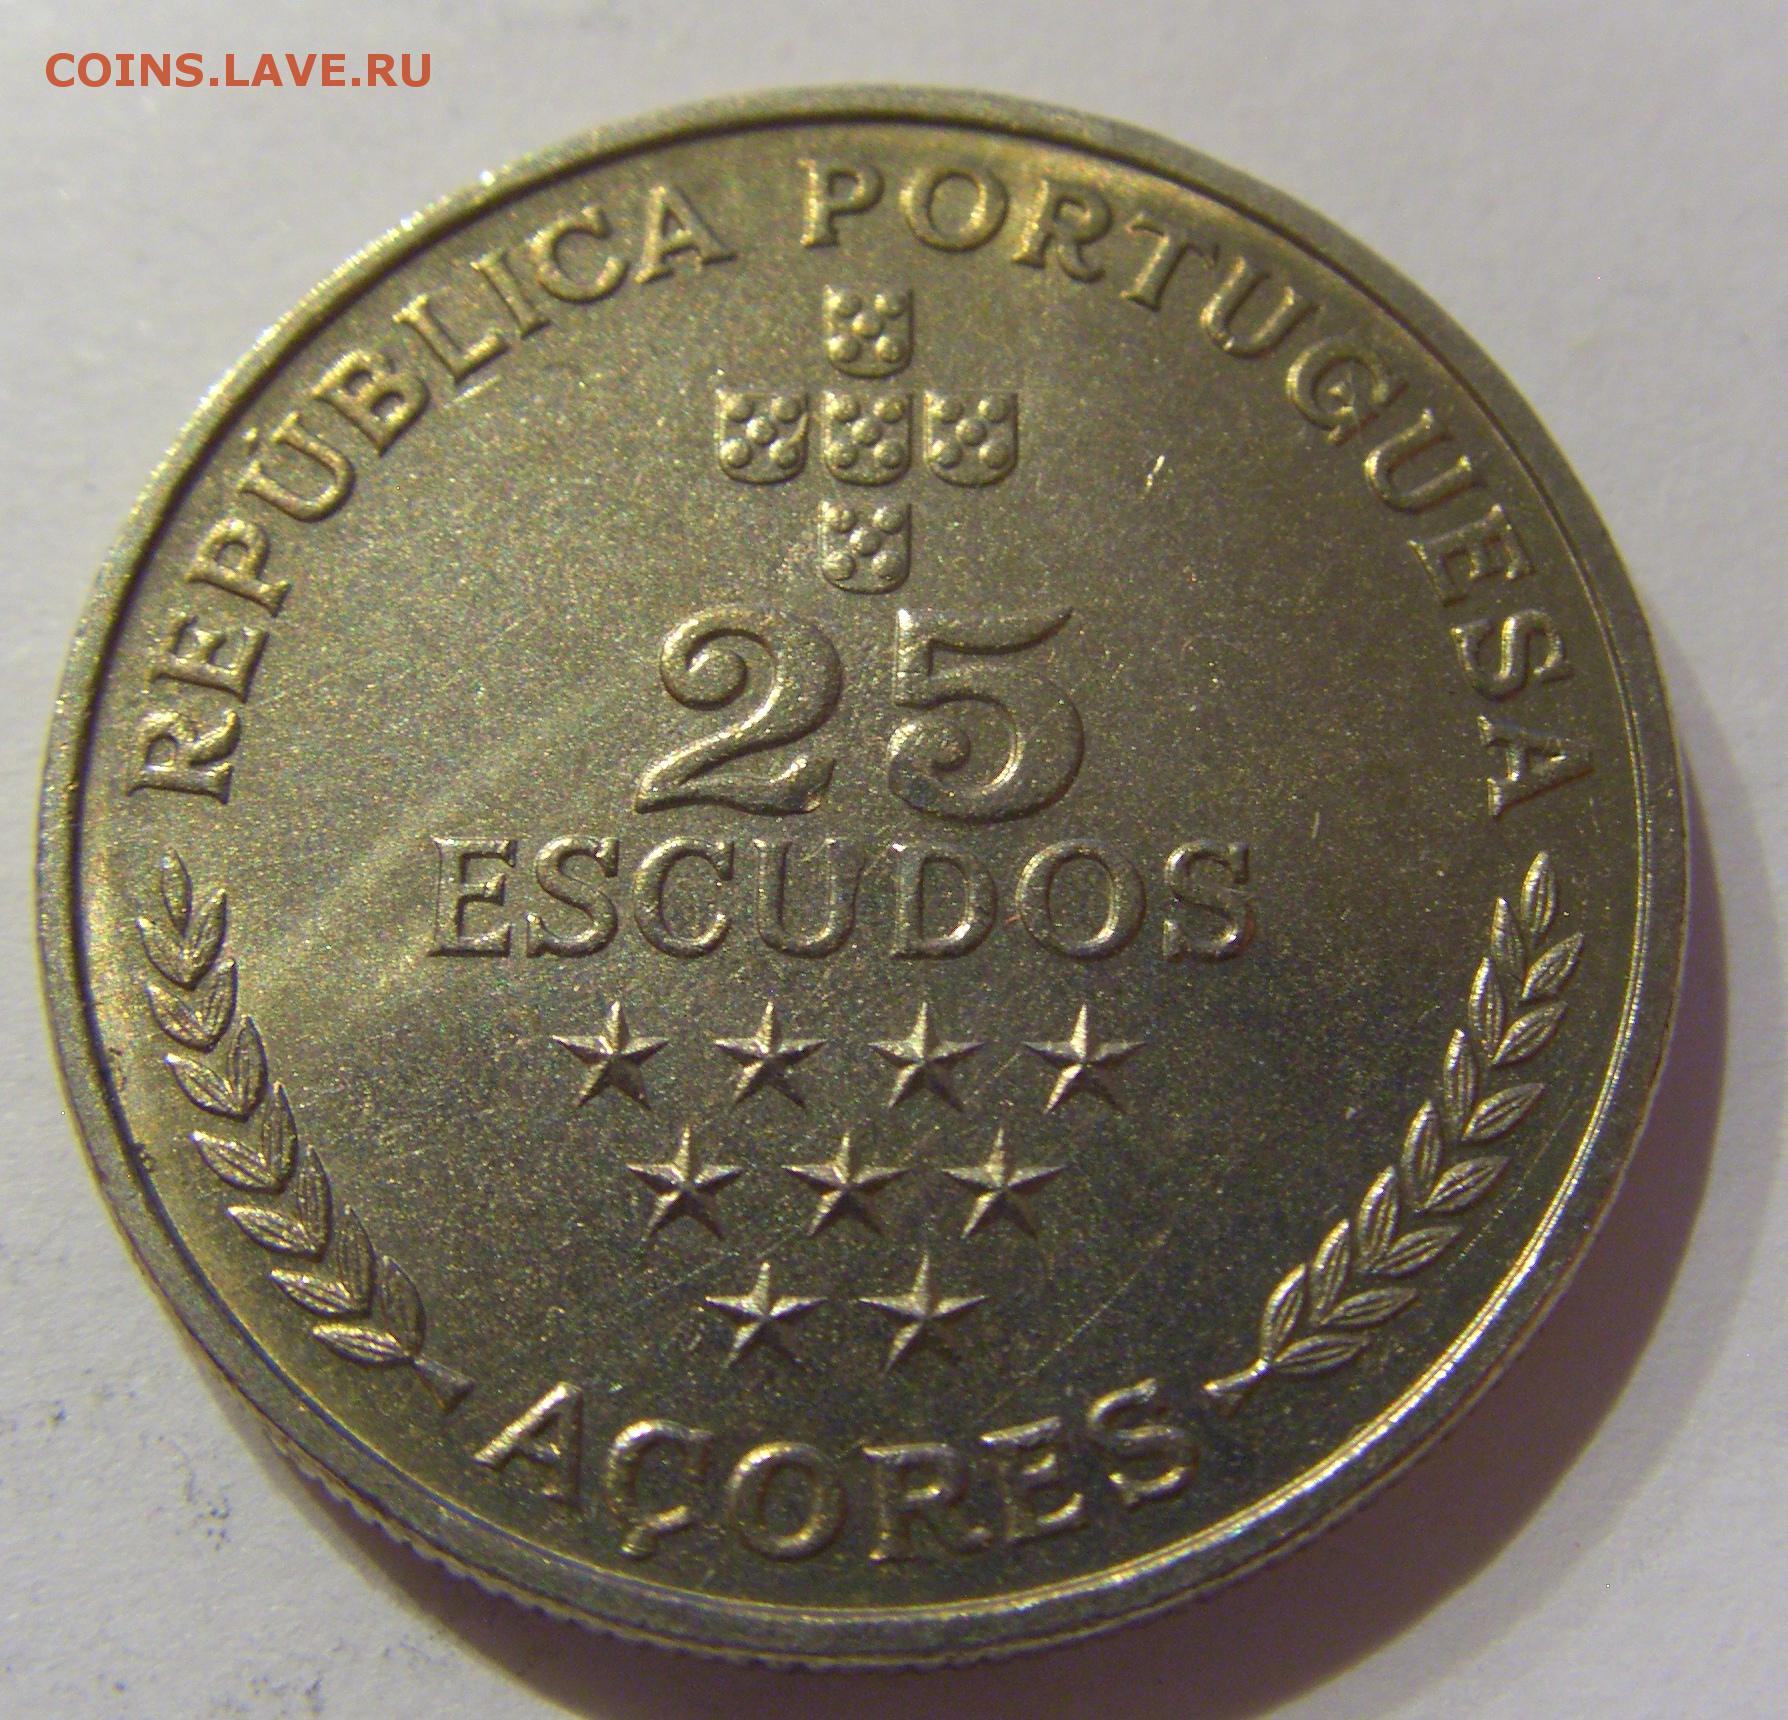 COINS.LAVE.RU
REPÚBLICA PORTUGUESA
25
ESCUDOS
AÇORES